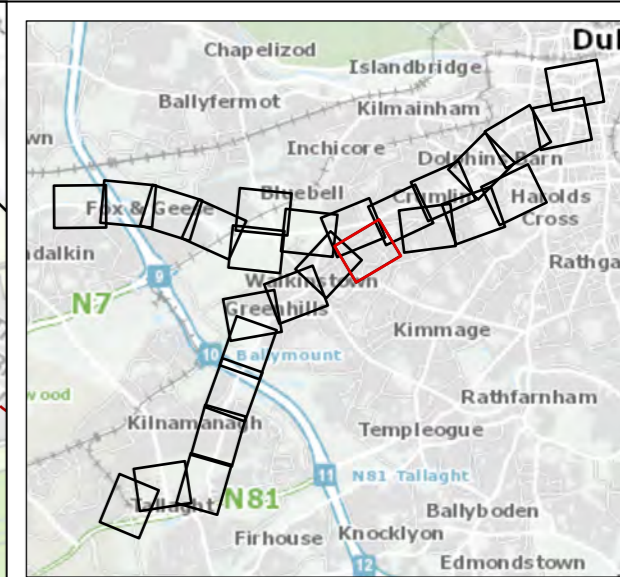 Dul
Chapelizod
Islandbridge
Ballyfermot
Kilmainham
wn
Inchicore
Dolphins Barn
Bluebell
Crumlin
Harolds
Cross
Fox & Geese
ndalkin
Rathga
9
Walkinstown
N7
Greenhills
Kimmage
10
Ballymount
wood
Rathfarnham
Kilnamanagh
Templeogue
11
N81 Tallaght
Tallaght
N81
Ballyboden
Firhouse
Knocklyon
12
Edmondstown